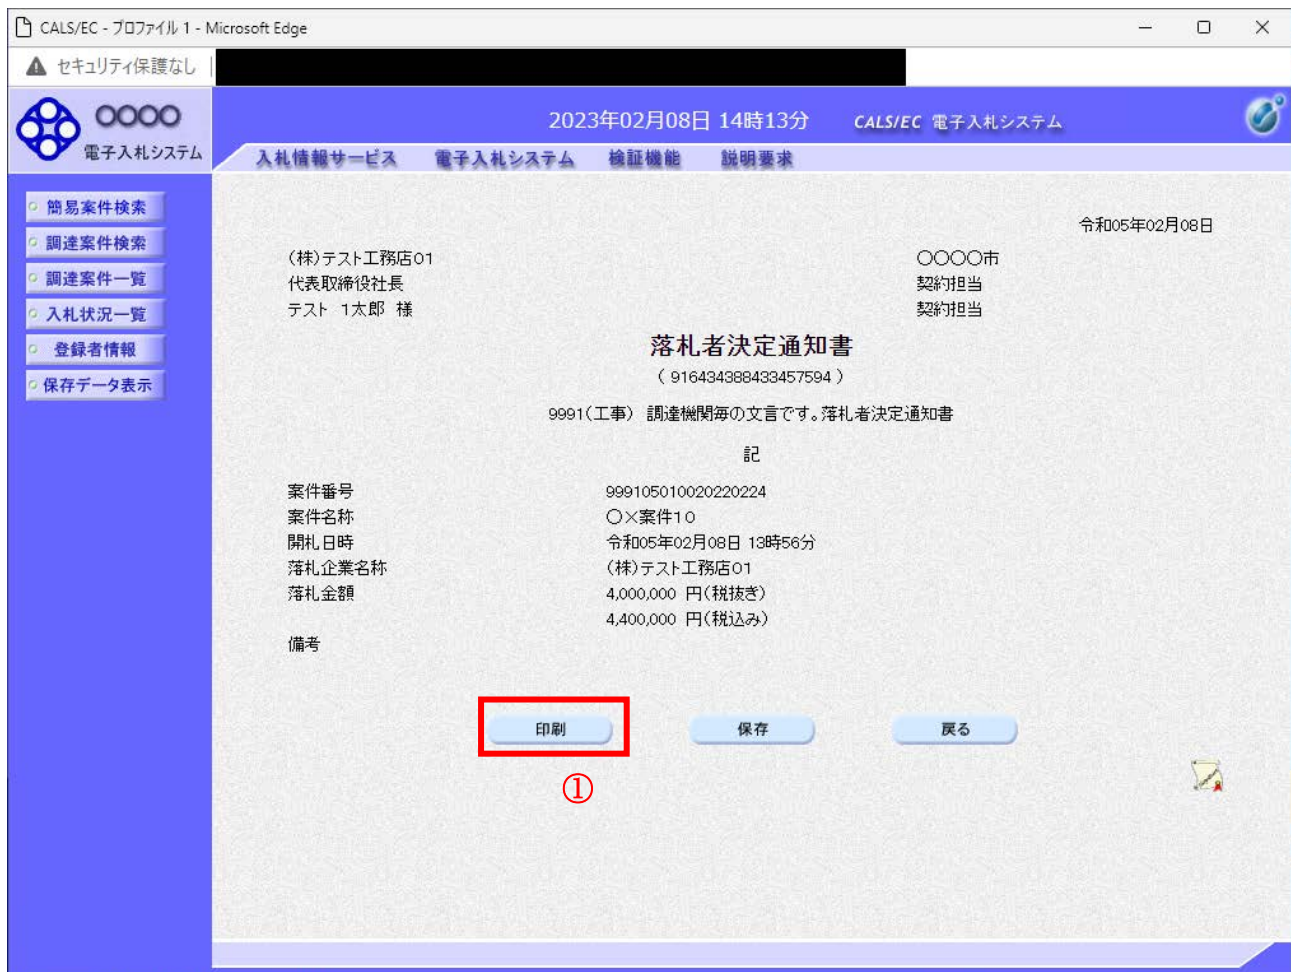 CALS/EC - プロファイル 1 - Microsoft Edge
セキュリティ保護なし
○○○○
電子入札システム
2023年02月08日 14時13分
CALS/EC 電子入札システム
入札情報サービス 電子入札システム 検証機能 説明要求
簡易案件検索
調達案件検索
調達案件一覧
入札状況一覧
登録者情報
保存データ表示
令和05年02月08日
(株)テスト工務店01
代表取締役社長
テスト 1太郎 様
○○○○市
契約担当
契約担当
落札者決定通知書
( 916434388433457594 )
9991(工事) 調達機関毎の文言です。落札者決定通知書
記
案件番号 999105010020220224
案件名称 ○×案件10
開札日時 令和05年02月08日 13時56分
落札企業名称 (株)テスト工務店01
落札金額 4,000,000 円(税抜き)
4,400,000 円(税込み)
備考
印刷 保存 戻る
①